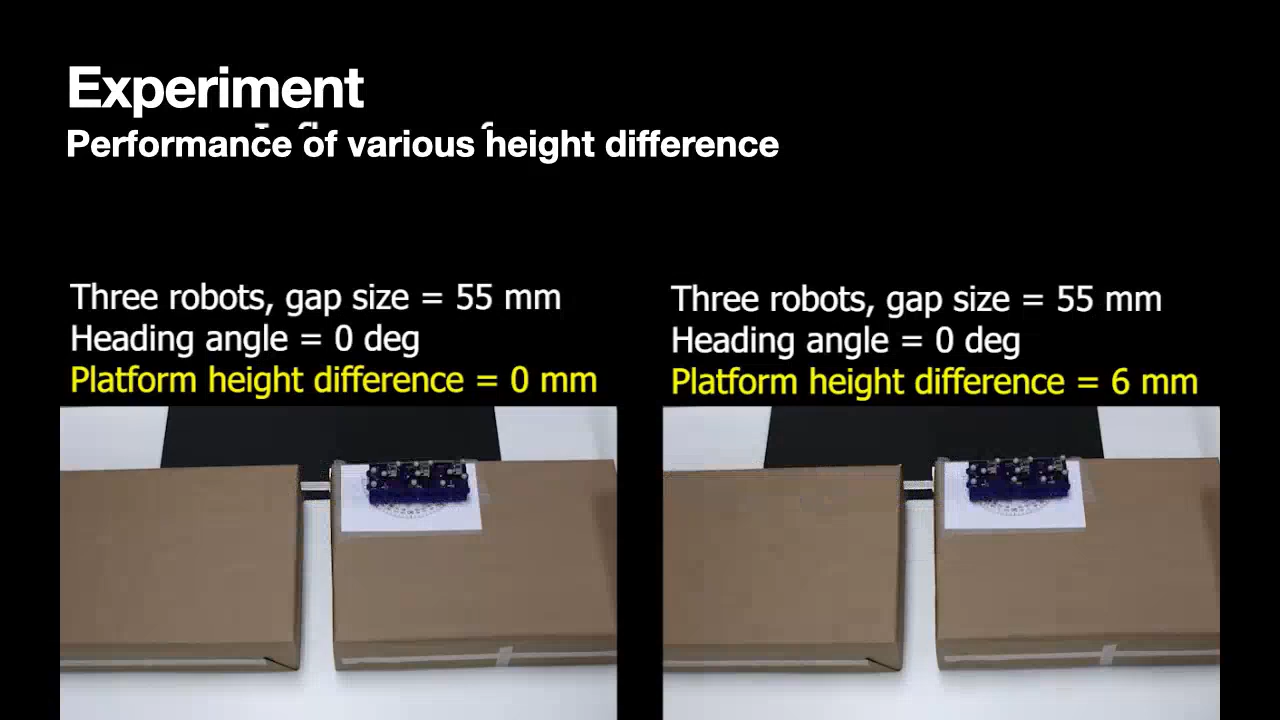 Experiment
Performance of various height difference
Three robots, gap size = 55 mm
Heading angle = 0 deg
Platform height difference = 0 mm
Three robots, gap size = 55 mm
Heading angle = 0 deg
Platform height difference = 6 mm